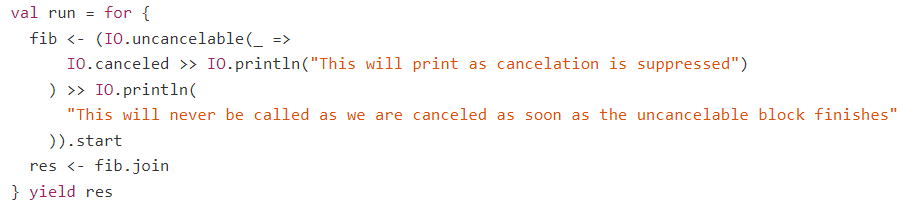 val run = for {
  fib <- (IO.uncancelable(_ =>
      IO.canceled >> IO.println("This will print as cancelation is suppressed")
    ) >> IO.println(
      "This will never be called as we are canceled as soon as the uncancelable block finishes"
    )).start
  res <- fib.join
} yield res